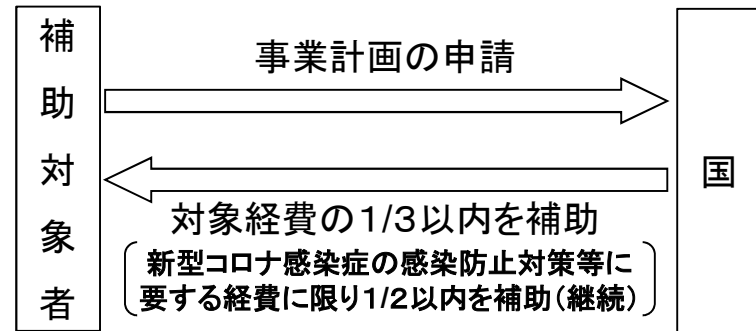 補助対象者
事業計画の申請
対象経費の1/3以内を補助
新型コロナ感染症の感染防止対策等に
要する経費に限り1/2以内を補助(継続)
国